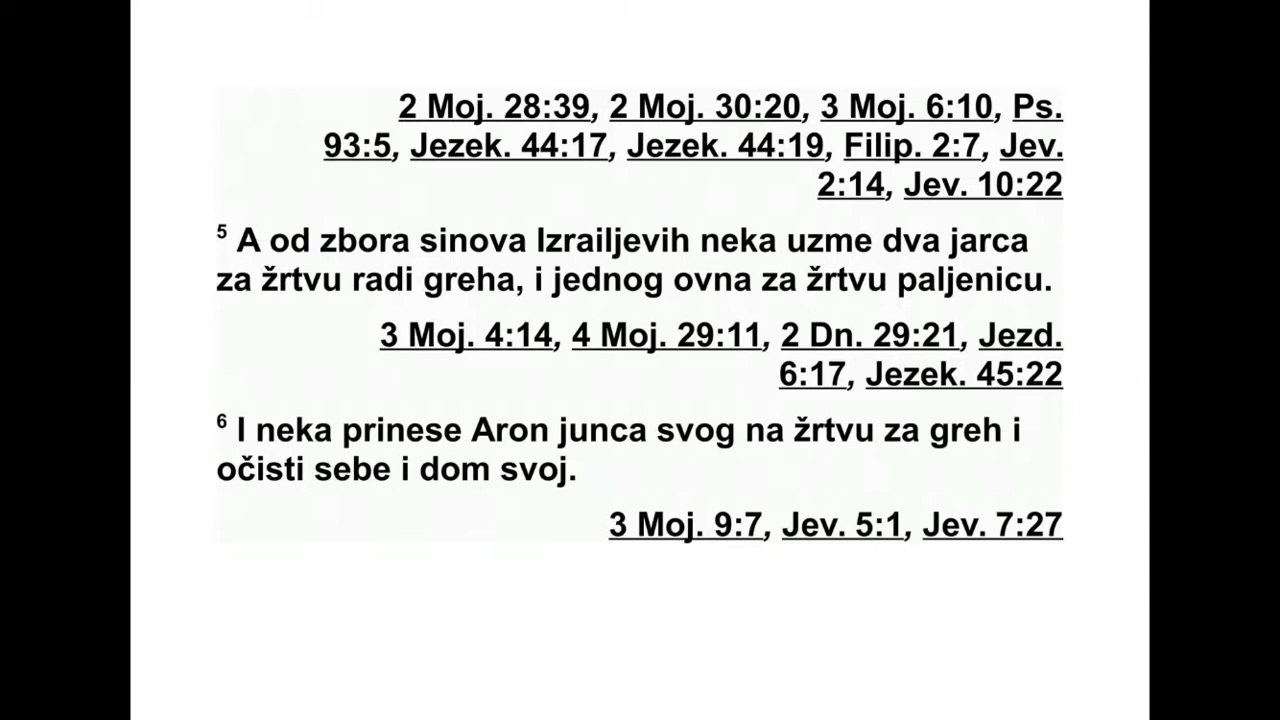 2 Moj. 28:39, 2 Moj. 30:20, 3 Moj. 6:10, Ps.
93:5, Jezek. 44:17, Jezek. 44:19, Filip. 2:7, Jev.
2:14, Jev. 10:22
5 A od zbora sinova Izrailjevih neka uzme dva jarca
za žrtvu radi greha, i jednog ovna za žrtvu paljenicu.
3 Moj. 4:14, 4 Moj. 29:11, 2 Dn. 29:21, Jezd.
6:17, Jezek. 45:22
6 I neka prinese Aron junca svog na žrtvu za greh i
očisti sebe i dom svoj.
3 Moj. 9:7, Jev. 5:1, Jev. 7:27